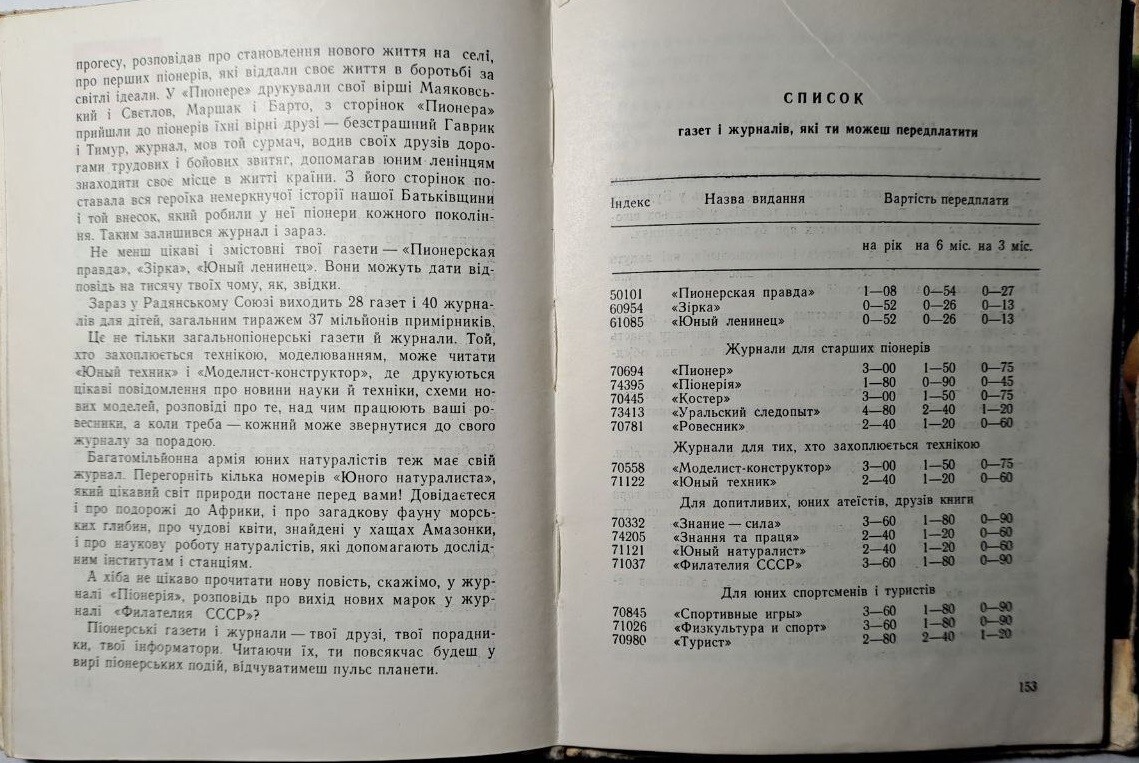 прогесу, розповідав про становлення нового життя на селі,
про перших піонерів, які віддали своє життя в боротьбі за
світлі ідеали. У «Пионере» друкували свої вірші Маяковсь-
кий і Светлов, Маршак і Барто, з сторінок «Пионера»
прийшли до піонерів їхні вірні друзі — безстрашний Гаврик
і Тимур, журнал, мов той сурмач, водив своїх друзів доро-
гами трудових і бойових звитяг, допомагав юним ленінцям
знаходити своє місце в житті країни. З його сторінок по-
ставала вся героїка немеркнучої історії нашої Батьківщини
і той внесок, який робили у неї піонери кожного поколін-
ня. Таким залишився журнал і зараз.
Не менш цікаві і змістовні твої газети — «Пионерская
правда», «Зірка», «Юный ленинец». Вони можуть дати від-
повідь на тисячу твоїх чому, як, звідки.
Зараз у Радянському Союзі виходить 28 газет і 40 журна-
лів для дітей, загальним тиражем 37 мільйонів примірників.
Це не тільки загальнопіонерські газети й журнали. Той,
хто захоплюється технікою, моделюванням, може читати
«Юный техник» і «Моделист-конструктор», де друкуються
цікаві повідомлення про новини науки й техніки, схеми но-
вих моделей, розповіді про те, над чим працюють ваші ро-
весники, а коли треба — кожний може звернутися до свого
журналу за порадою.
Багатомільйонна армія юних натуралістів теж має свій
журнал. Перегорніть кілька номерів «Юного натуралиста»,
який цікавий світ природи постане перед вами! Довідаєтеся
і про подорожі до Африки, і про загадкову фауну морсь-
ких глибин, про чудові квіти, знайдені у хащах Амазонки,
і про наукову роботу натуралістів, які допомагають дослід-
ним інститутам і станціям.
А хіба не цікаво прочитати нову повість, скажімо, у жур-
налі «Піонерія», розповідь про вихід нових марок у жур-
налі «Филателия СССР»?
Піонерські газети і журнали — твої друзі, твої поради-
ки, твої інформатори. Читаючи їх, ти повсякчас будеш у
вирі піонерських подій, відчуватимеш пульс планети.
СПИСОК
газет і журналів, які ти можеш передплатити
Індекс Назва видання Вартість передплати
на рік на 6 міс. на 3 міс.
50101 «Пионерская правда» 1—08 0—54 0—27
60954 «Зірка» 0—52 0—26 0—13
61085 «Юный ленинец» 0—52 0—26 0—13
Журнали для старших піонерів
70694 «Пионер» 3—00 1—50 0—75
74395 «Піонерія» 1—80 0—90 0—45
70445 «Костер» 3—00 1—50 0—75
73413 «Уральский следопыт» 4—80 2—40 1—20
70781 «Ровесник» 2—40 1—20 0—60
Журнали для тих, хто захоплюється технікою
70558 «Моделист-конструктор» 3—00 1—50 0—75
71122 «Юный техник» 2—40 1—20 0—60
Для допитливих, юних атеїстів, друзів книги
70332 «Знание — сила» 3—60 1—80 0—90
74205 «Знання та праця» 2—40 1—20 0—60
71121 «Юный натуралист» 2—40 1—20 0—60
71037 «Филателия СССР» 3—60 1—80 0—90
Для юних спортсменів і туристів
70845 «Спортивные игры» 3—60 1—80 0—90
71026 «Физкультура и спорт» 3—60 1—80 0—90
70980 «Турист» 2—80 2—40 1—20
153